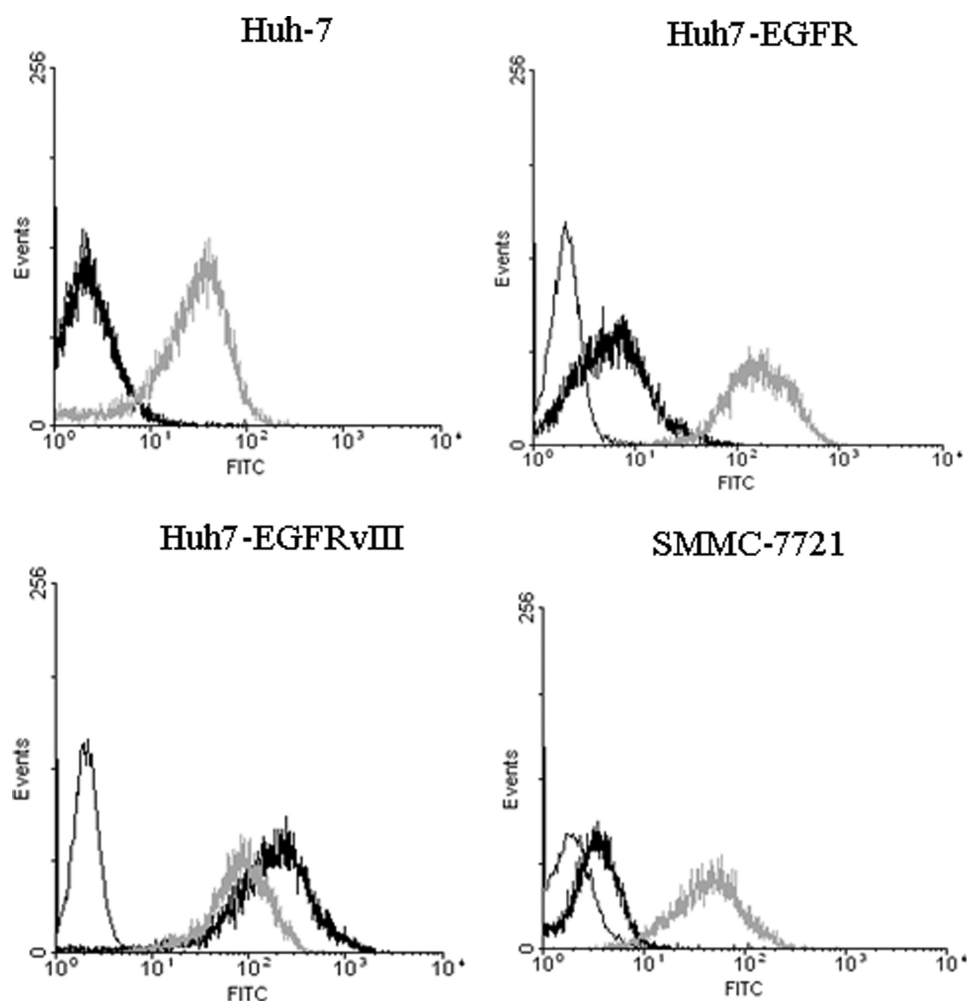 Huh-7
256
Events
0
10⁰ 10¹ 10² 10³ 10⁴
FITC
Huh7-EGFR
256
Events
0
10⁰ 10¹ 10² 10³ 10⁴
FITC
Huh7-EGFRvIII
256
Events
0
10⁰ 10¹ 10² 10³ 10⁴
FITC
SMMC-7721
256
Events
0
10⁰ 10¹ 10² 10³ 10⁴
FITC